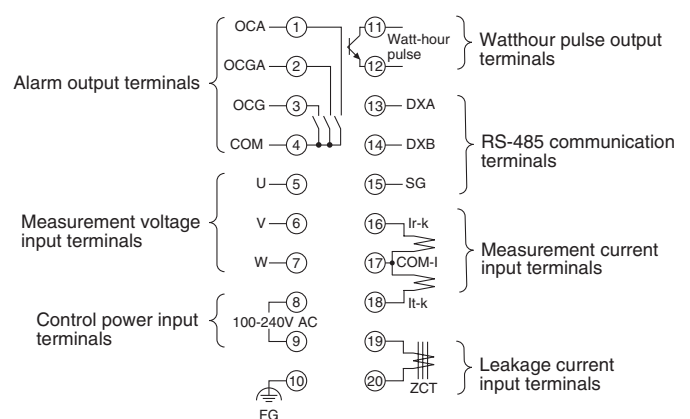 Alarm output terminals
OCA 1
OCGA 2
OCG 3
COM 4
Measurement voltage
input terminals
U 5
V 6
W 7
Control power input
terminals
8
100-240V AC
9
10
FG
11
Watt-hour
pulse
12
Watthour pulse output
terminals
13 DXA
14 DXB
15 SG
RS-485 communication
terminals
16 Ir-k
17 COM-I
18 It-k
Measurement current
input terminals
19
20
ZCT
Leakage current
input terminals